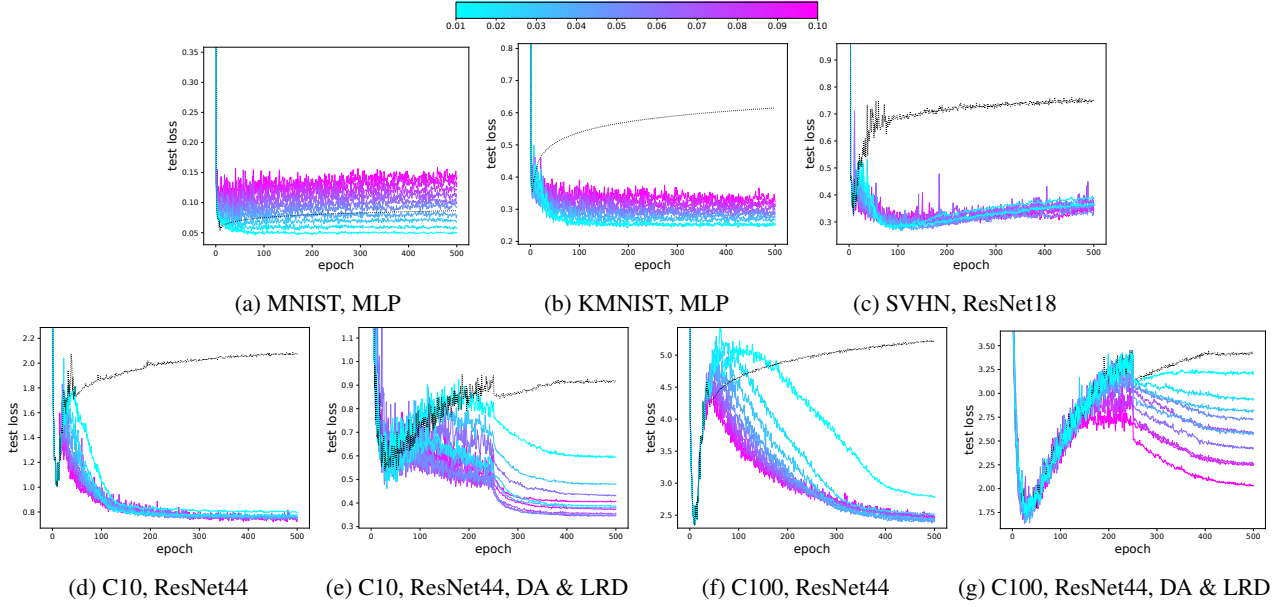 0.01 0.02 0.03 0.04 0.05 0.06 0.07 0.08 0.09 0.10
0.35
0.30
0.25
0.20
0.15
0.10
0.05
test loss
0 100 200 300 400 500
epoch
(a) MNIST, MLP
0.8
0.7
0.6
0.5
0.4
0.3
0.2
test loss
0 100 200 300 400 500
epoch
(b) KMNIST, MLP
0.9
0.8
0.7
0.6
0.5
0.4
0.3
test loss
0 100 200 300 400 500
epoch
(c) SVHN, ResNet18
2.2
2.0
1.8
1.6
1.4
1.2
1.0
0.8
test loss
0 100 200 300 400 500
epoch
(d) C10, ResNet44
1.1
1.0
0.9
0.8
0.7
0.6
0.5
0.4
0.3
test loss
0 100 200 300 400 500
epoch
(e) C10, ResNet44, DA & LRD
5.0
4.5
4.0
3.5
3.0
2.5
test loss
0 100 200 300 400 500
epoch
(f) C100, ResNet44
3.50
3.25
3.00
2.75
2.50
2.25
2.00
1.75
test loss
0 100 200 300 400 500
epoch
(g) C100, ResNet44, DA & LRD